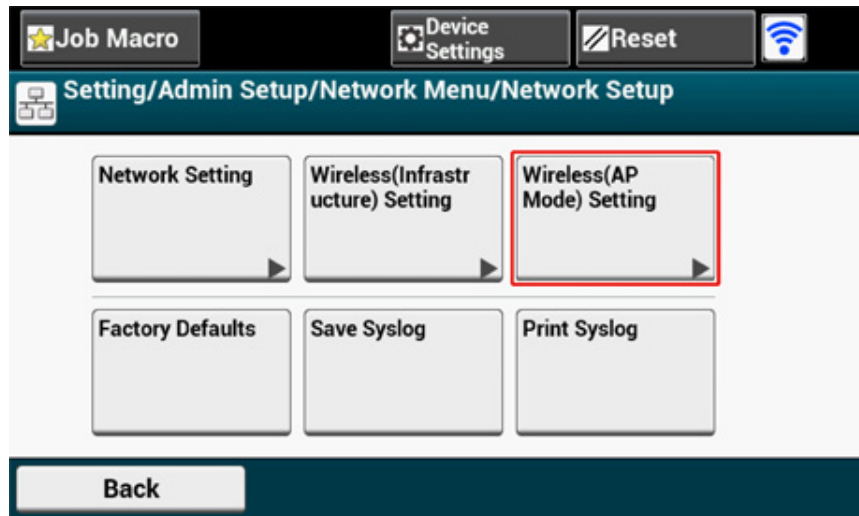 Job Macro
Device
Settings
Reset
Setting/Admin Setup/Network Menu/Network Setup
Network Setting
Wireless(Infrastr
ucture) Setting
Wireless(AP
Mode) Setting
Factory Defaults
Save Syslog
Print Syslog
Back